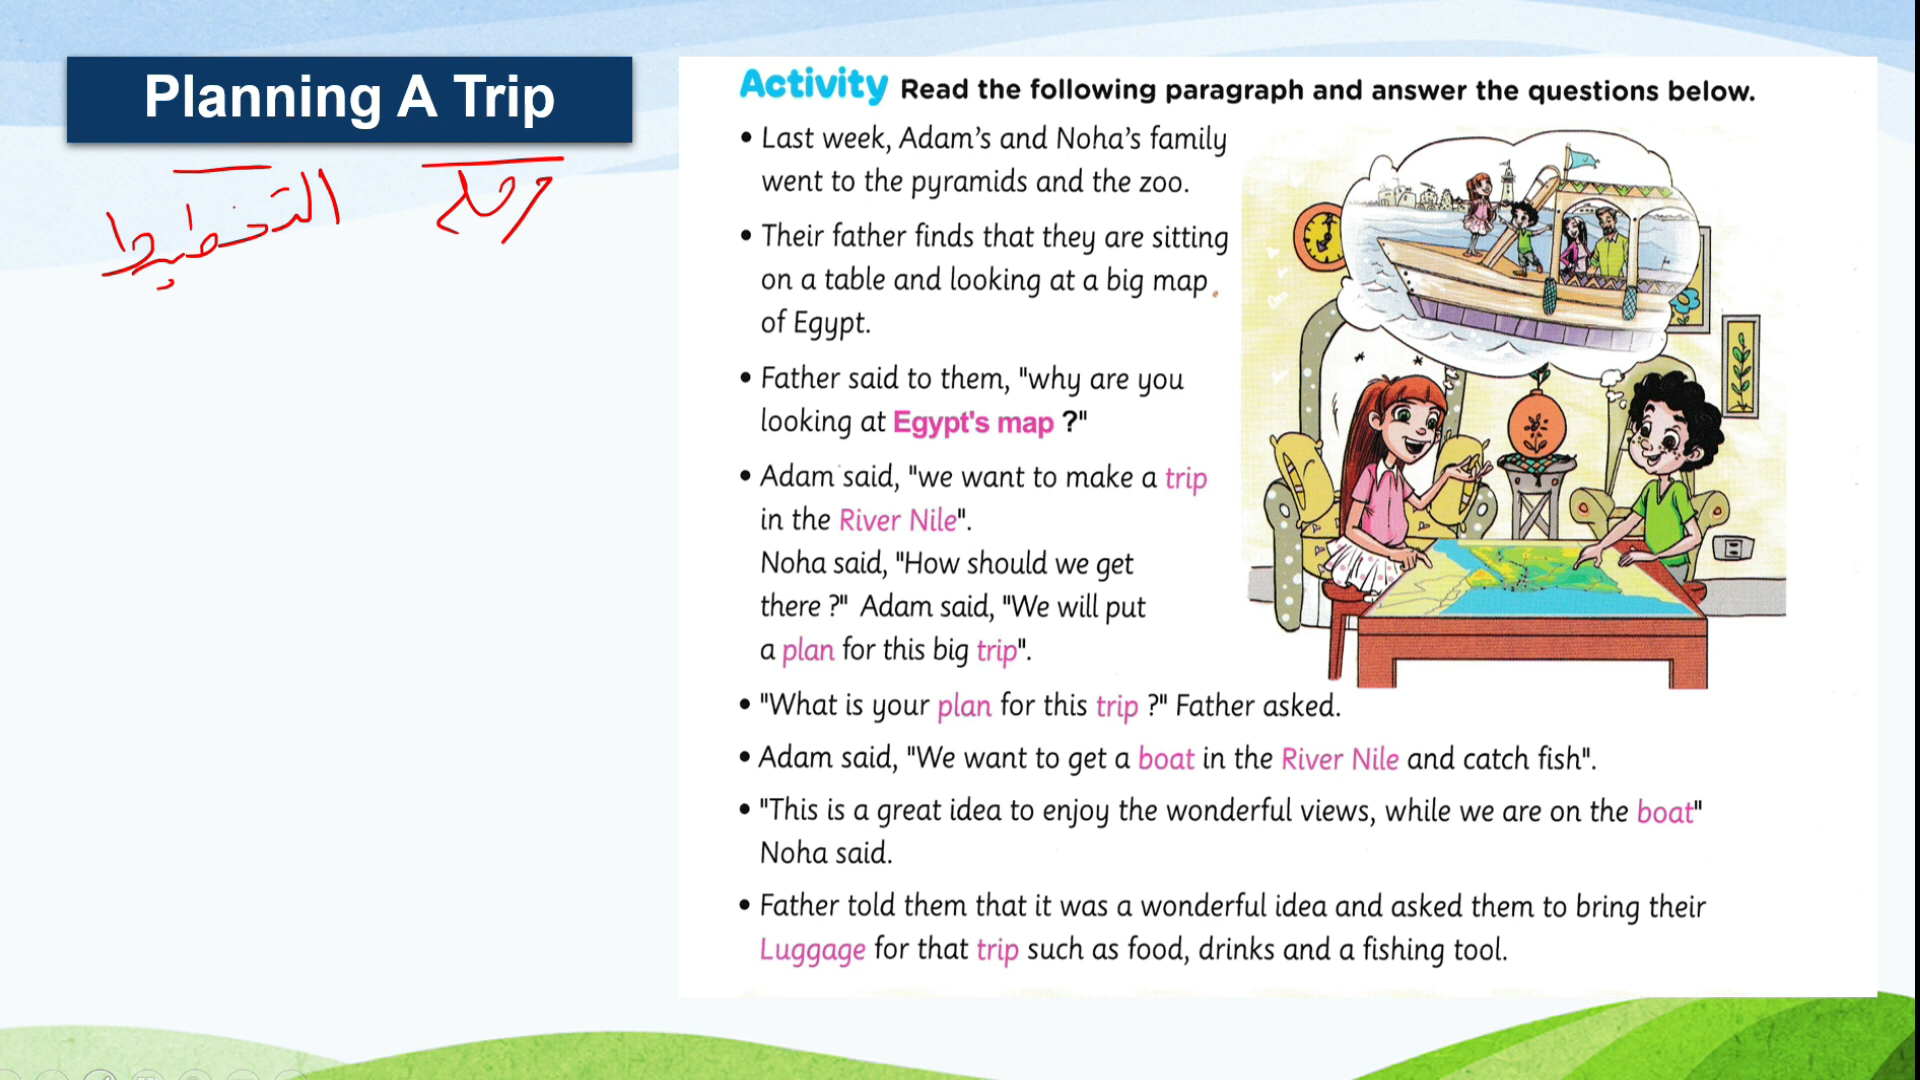 Planning A Trip
التخطيط
رحلة
Activity Read the following paragraph and answer the questions below.
• Last week, Adam's and Noha's family
went to the pyramids and the zoo.
• Their father finds that they are sitting
on a table and looking at a big map
of Egypt.
• Father said to them, "why are you
looking at Egypt's map ?"
• Adam said, "we want to make a trip
in the River Nile".
Noha said, "How should we get
there ?" Adam said, "We will put
a plan for this big trip".
• "What is your plan for this trip ?" Father asked.
• Adam said, "We want to get a boat in the River Nile and catch fish".
• "This is a great idea to enjoy the wonderful views, while we are on the boat"
Noha said.
• Father told them that it was a wonderful idea and asked them to bring their
Luggage for that trip such as food, drinks and a fishing tool.